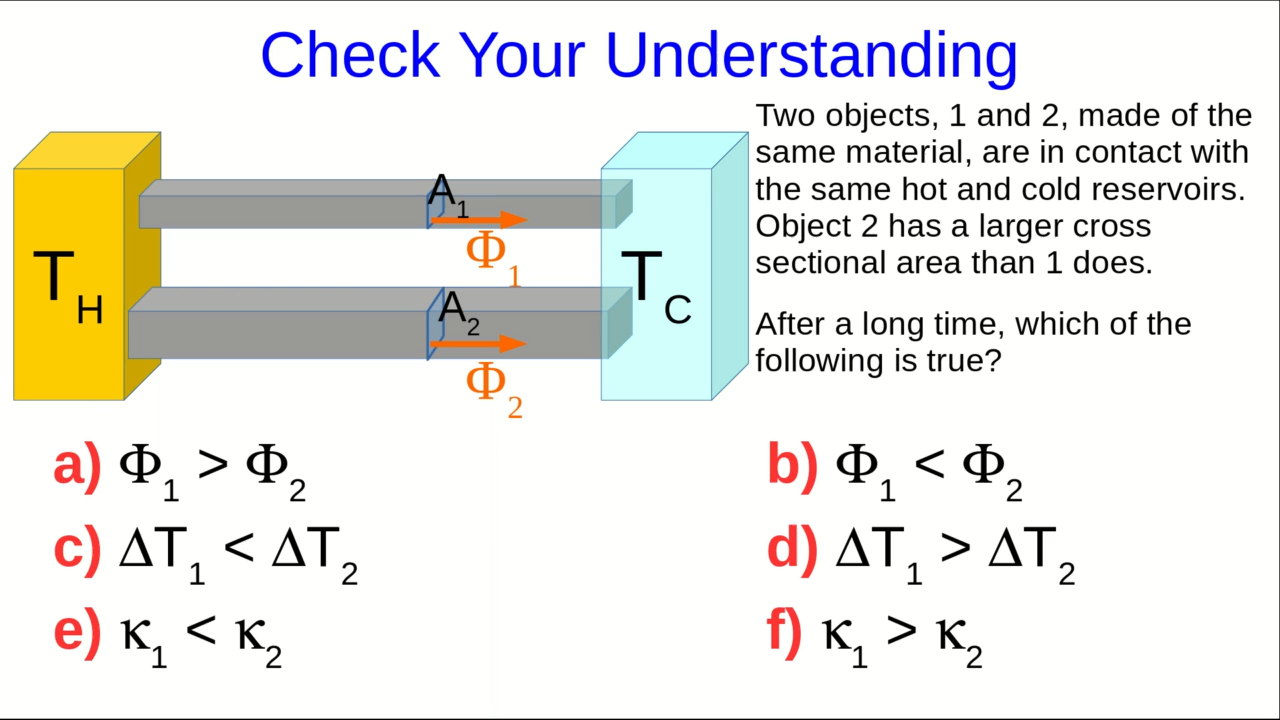 Check Your Understanding
Two objects, 1 and 2, made of the
same material, are in contact with
the same hot and cold reservoirs.
Object 2 has a larger cross
sectional area than 1 does.
After a long time, which of the
following is true?
T_H
A_1
Φ_1
A_2
Φ_2
T_C
a) Φ_1 > Φ_2
b) Φ_1 < Φ_2
c) ΔT_1 < ΔT_2
d) ΔT_1 > ΔT_2
e) κ_1 < κ_2
f) κ_1 > κ_2